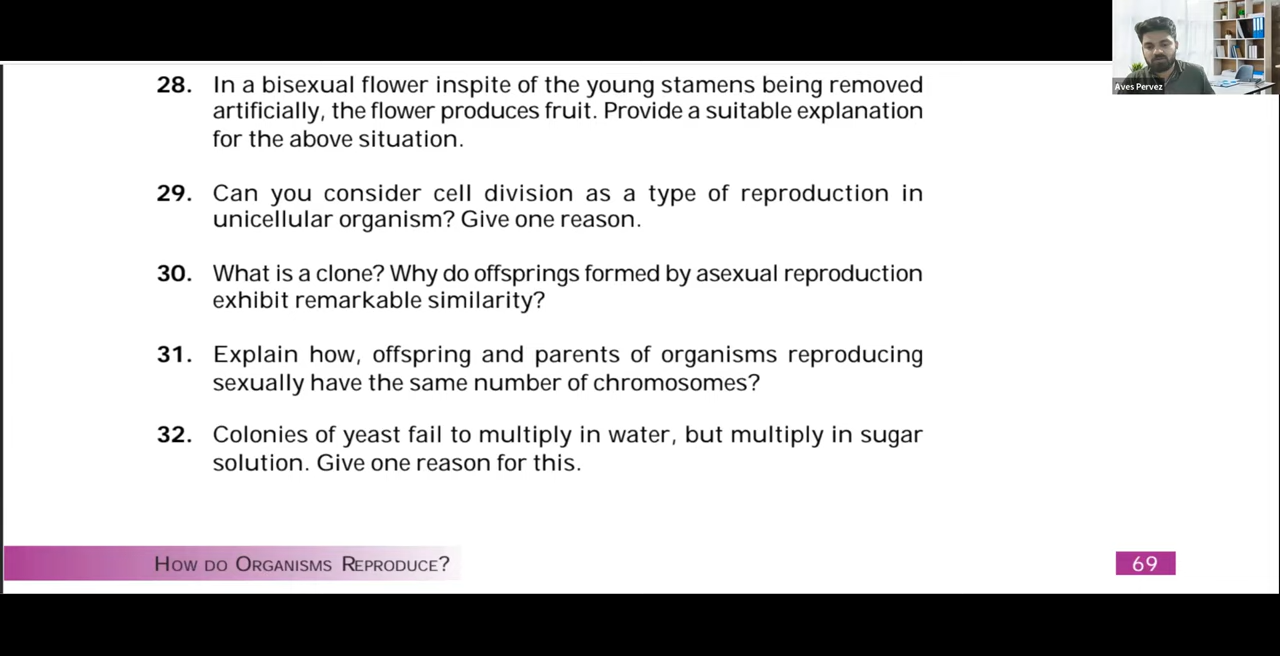 Aves Pervez
28. In a bisexual flower inspite of the young stamens being removed
artificially, the flower produces fruit. Provide a suitable explanation
for the above situation.
29. Can you consider cell division as a type of reproduction in
unicellular organism? Give one reason.
30. What is a clone? Why do offsprings formed by asexual reproduction
exhibit remarkable similarity?
31. Explain how, offspring and parents of organisms reproducing
sexually have the same number of chromosomes?
32. Colonies of yeast fail to multiply in water, but multiply in sugar
solution. Give one reason for this.
HOW DO ORGANISMS REPRODUCE?
69